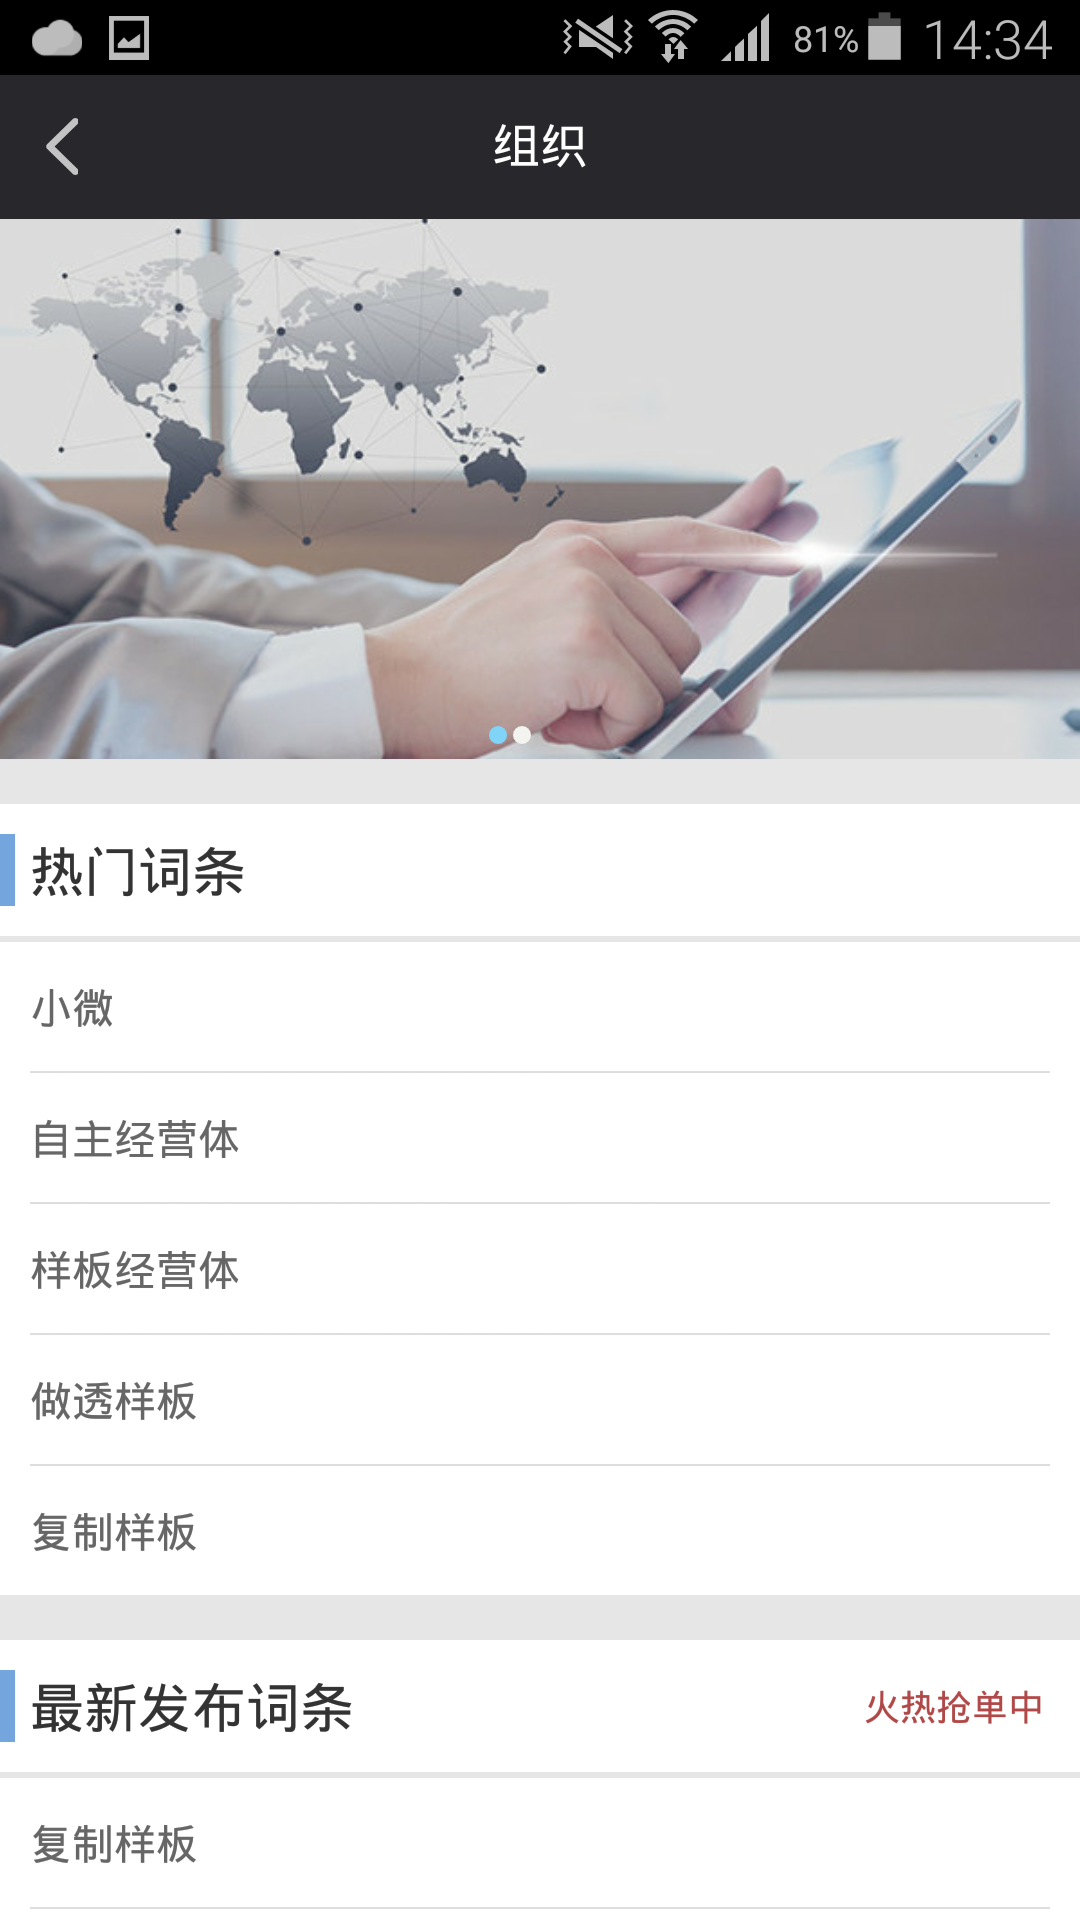 81% 14:34
组织
热门词条
小微
自主经营体
样板经营体
做透样板
复制样板
最新发布词条 火热抢单中
复制样板